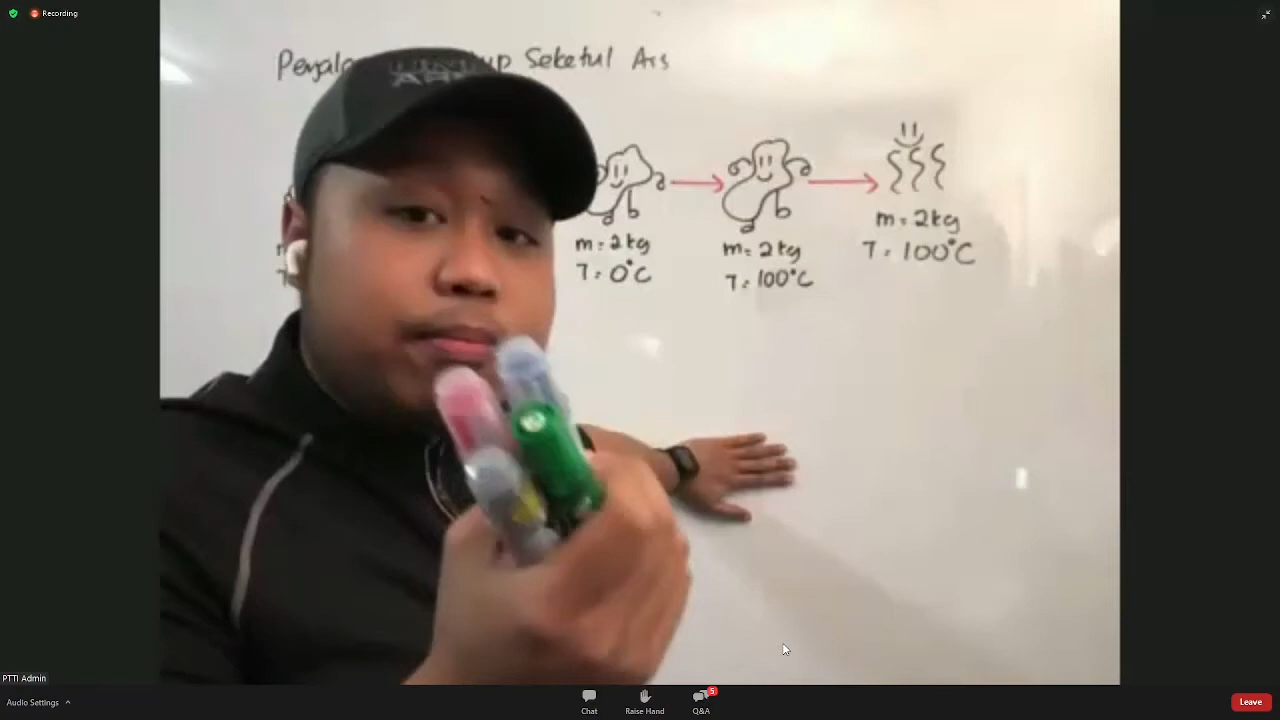 Recording
Seketul Ais
m = 2 kg
T = 0°C
m = 2 kg
T = 100°C
m = 2 kg
T = 100°C
PTTI Admin
Audio Settings
Chat
Raise Hand
5
Q&A
Leave